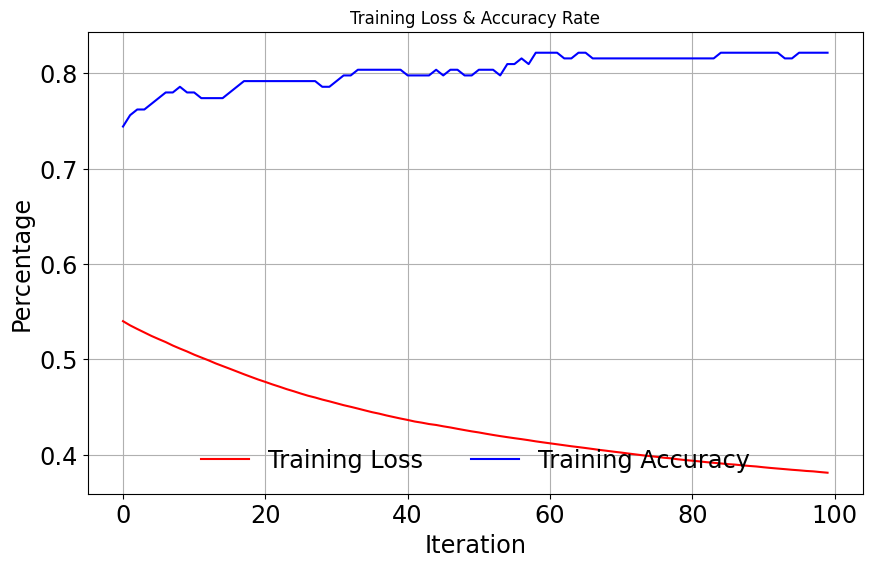 Training Loss & Accuracy Rate
Percentage
0.8
0.7
0.6
0.5
0.4
Training Loss Training Accuracy
0 20 40 60 80 100
Iteration